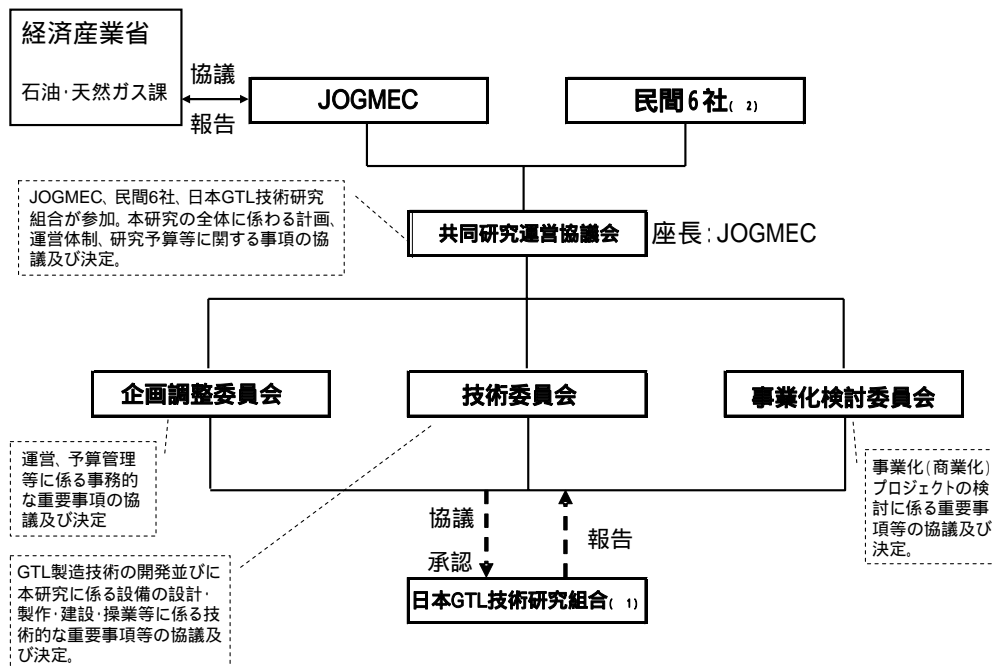 経済産業省
石油･天然ガス課
協議
報告
JOGMEC
民間6社( 2)
JOGMEC、民間6社、日本GTL技術研究
組合が参加。本研究の全体に係わる計画、
運営体制、研究予算等に関する事項の協
議及び決定。
共同研究運営協議会
座長:JOGMEC
企画調整委員会
技術委員会
事業化検討委員会
運営、予算管理
等に係る事務的
な重要事項の協
議及び決定
事業化(商業化)
プロジェクトの検
討に係る重要事
項等の協議及び
決定。
協議
承認
報告
GTL製造技術の開発並びに
本研究に係る設備の設計･
製作･建設･操業等に係る技
術的な重要事項等の協議及
び決定。
日本GTL技術研究組合( 1)